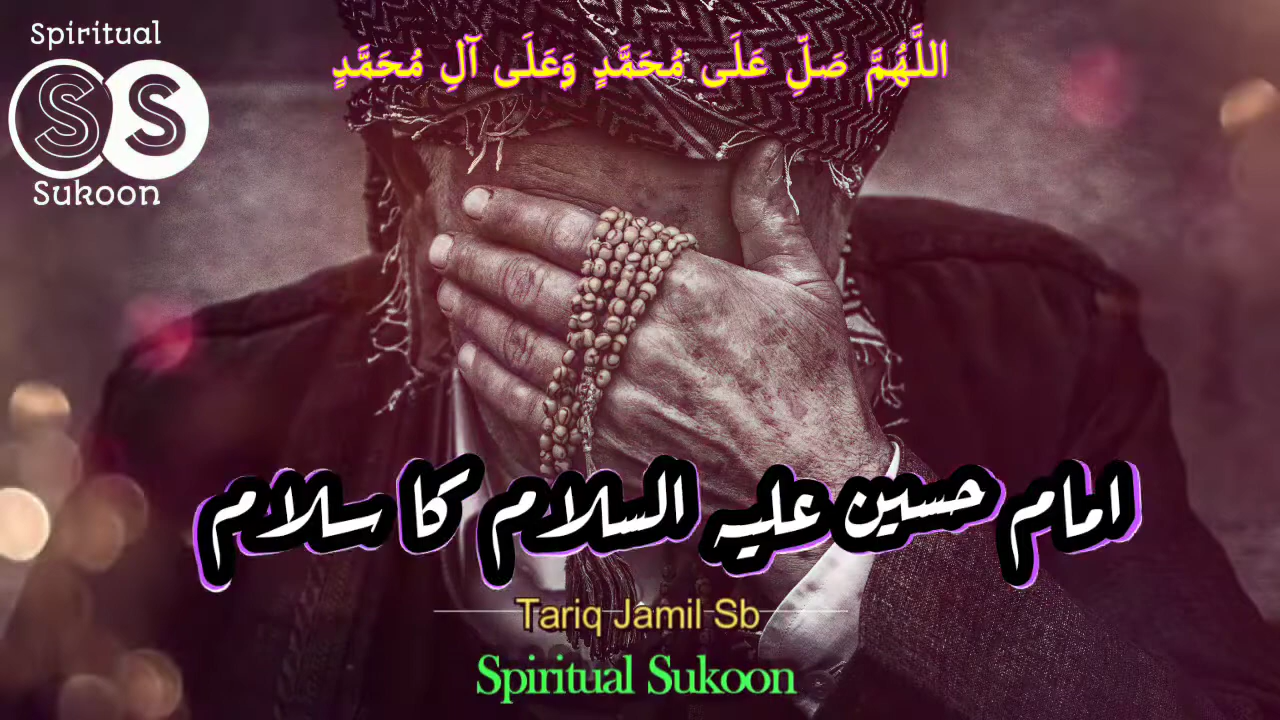 Spiritual
SS
Sukoon
اللَّهُمَّ صَلِّ عَلَى مُحَمَّدٍ وَعَلَى آلِ مُحَمَّدٍ
امام حسین علیہ السلام کا سلام
Tariq Jamil Sb
Spiritual Sukoon